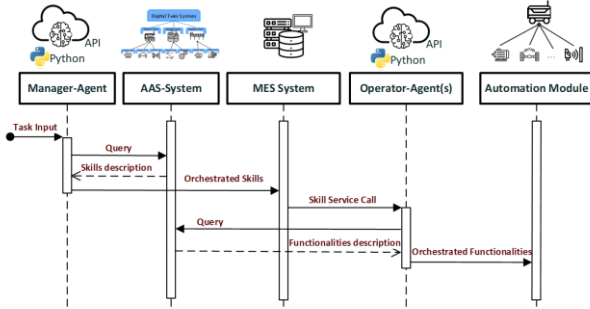 Digital Twin System
API
Python
API
Python
Manager-Agent
AAS-System
MES System
Operator-Agent(s)
Automation Module
Task Input
Query
Skills description
Orchestrated Skills
Skill Service Call
Query
Functionalities description
Orchestrated Functionalities